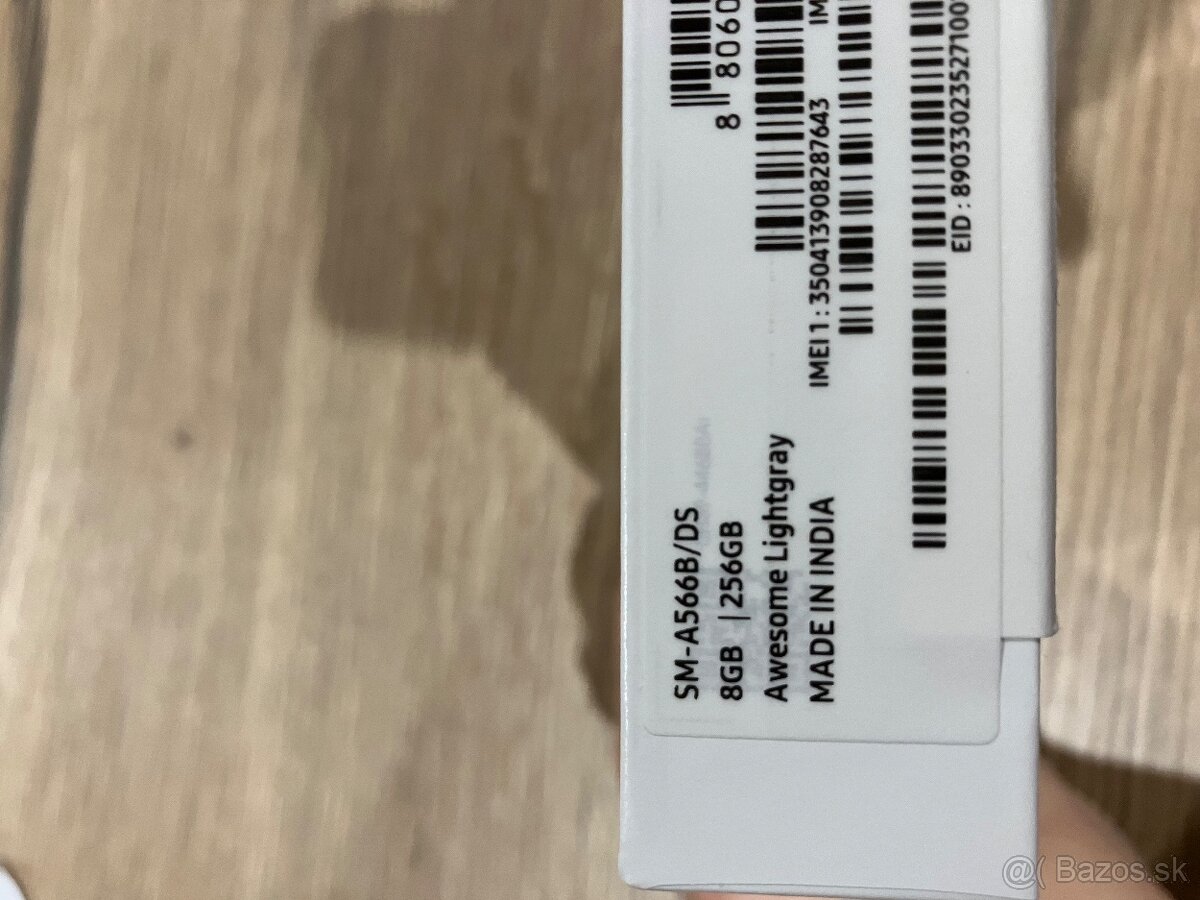 SM-A566B/DS
8GB | 256GB
Awesome Lightgray
MADE IN INDIA
8 8060
IMEI 1 : 350413908287643
IM
EID : 8903302352710
@( Bazos.sk